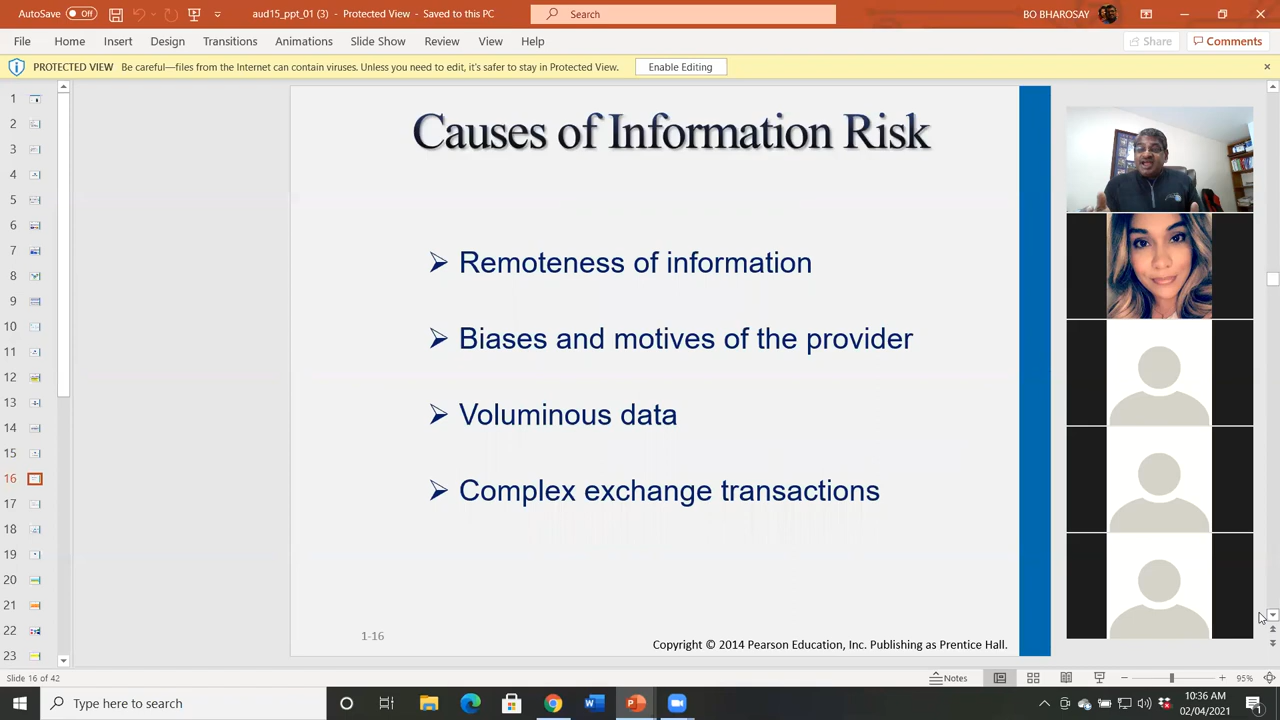 AutoSave Off aud15_ppt_01 (3) - Protected View - Saved to this PC Search BO BHAROSAY
File Home Insert Design Transitions Animations Slide Show Review View Help Share Comments
PROTECTED VIEW Be careful—files from the Internet can contain viruses. Unless you need to edit, it's safer to stay in Protected View. Enable Editing
1
2
3
4
5
6
7
8
9
10
11
12
13
14
15
16
17
18
19
20
21
22
23
Causes of Information Risk
➢ Remoteness of information
➢ Biases and motives of the provider
➢ Voluminous data
➢ Complex exchange transactions
1-16
Copyright © 2014 Pearson Education, Inc. Publishing as Prentice Hall.
Slide 16 of 42 Notes 95%
Type here to search
10:36 AM
02/04/2021
1